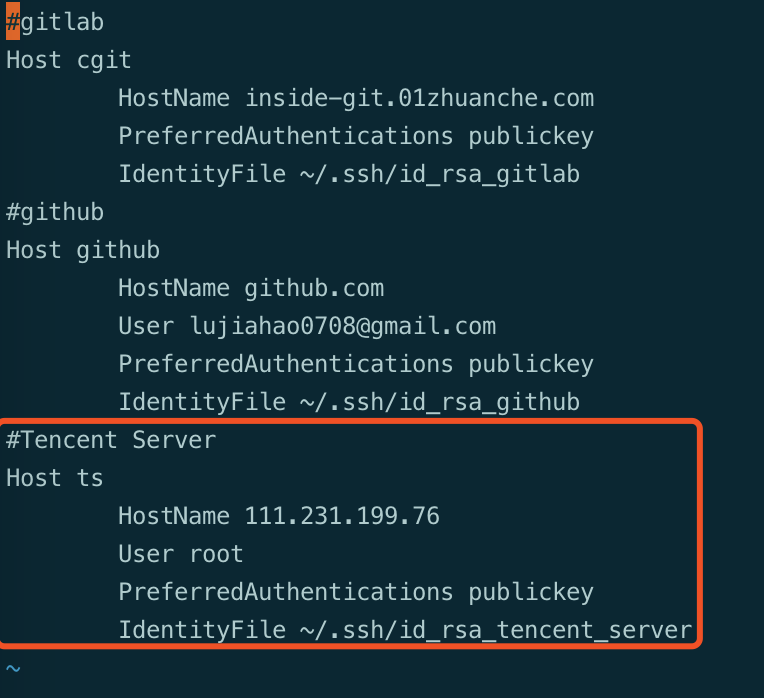 #gitlab
Host cgit
HostName inside-git.01zhuanche.com
PreferredAuthentications publickey
IdentityFile ~/.ssh/id_rsa_gitlab
#github
Host github
HostName github.com
User lujiahao0708@gmail.com
PreferredAuthentications publickey
IdentityFile ~/.ssh/id_rsa_github
#Tencent Server
Host ts
HostName 111.231.199.76
User root
PreferredAuthentications publickey
IdentityFile ~/.ssh/id_rsa_tencent_server
~